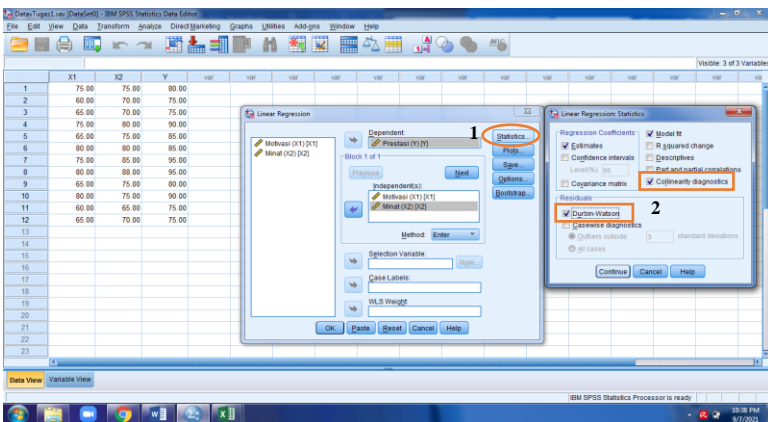 DatavTugas1.sav [DataSet0] - IBM SPSS Statistics Data Editor
File Edit View Data Transform Analyze Direct Marketing Graphs Utilities Add-ons Window Help
Visible: 3 of 3 Variables
X1 X2 Y var var var var var var var var var var var var var
1 75.00 75.00 80.00
2 60.00 70.00 75.00
3 65.00 70.00 75.00
4 75.00 80.00 90.00
5 65.00 75.00 85.00
6 80.00 80.00 85.00
7 75.00 85.00 95.00
8 80.00 88.00 95.00
9 65.00 75.00 80.00
10 80.00 75.00 90.00
11 60.00 65.00 75.00
12 65.00 70.00 75.00
13
14
15
16
17
18
19
20
21
22
23
Linear Regression
Motivasi (X1) [X1]
Minat (X2) [X2]
Dependent:
Prestasi (Y) [Y]
Block 1 of 1
Previous Next
Independent(s):
Motivasi (X1) [X1]
Minat (X2) [X2]
Method: Enter
Selection Variable:
Rule...
Case Labels:
WLS Weight:
OK Paste Reset Cancel Help
1.
Statistics...
Plots...
Save...
Options...
Bootstrap...
Linear Regression: Statistics
Regression Coefficients
Estimates
Confidence intervals
Level(%): 95
Covariance matrix
Model fit
R squared change
Descriptives
Part and partial correlations
Collinearity diagnostics
Residuals
Durbin-Watson
2
Casewise diagnostics
Outliers outside: 3 standard deviations
All cases
Continue Cancel Help
Data View Variable View
IBM SPSS Statistics Processor is ready
10:38 PM
9/7/2021